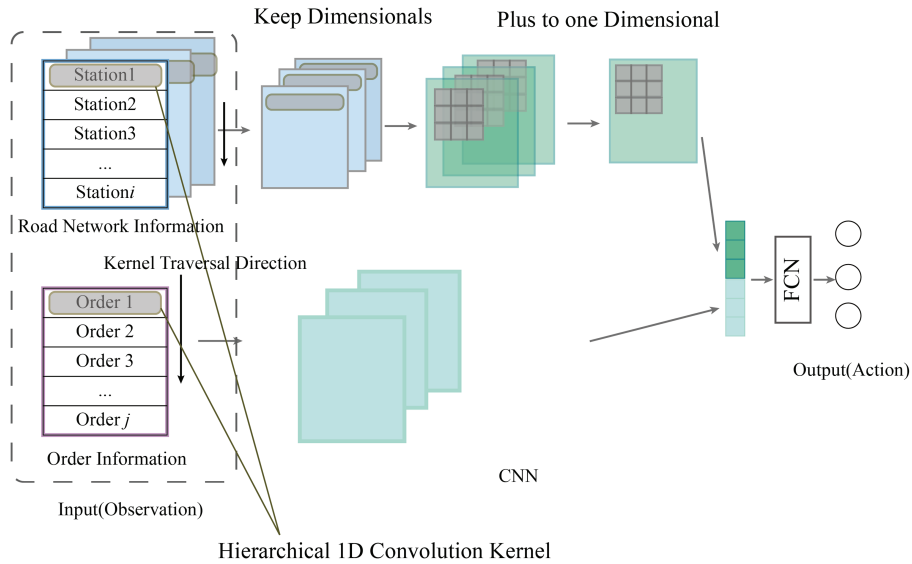 Keep Dimensionals
Plus to one Dimensional
Station1
Station2
Station3
...
Stationi
Road Network Information
Kernel Traversal Direction
Order 1
Order 2
Order 3
...
Order j
Order Information
Input(Observation)
FCN
Output(Action)
CNN
Hierarchical 1D Convolution Kernel